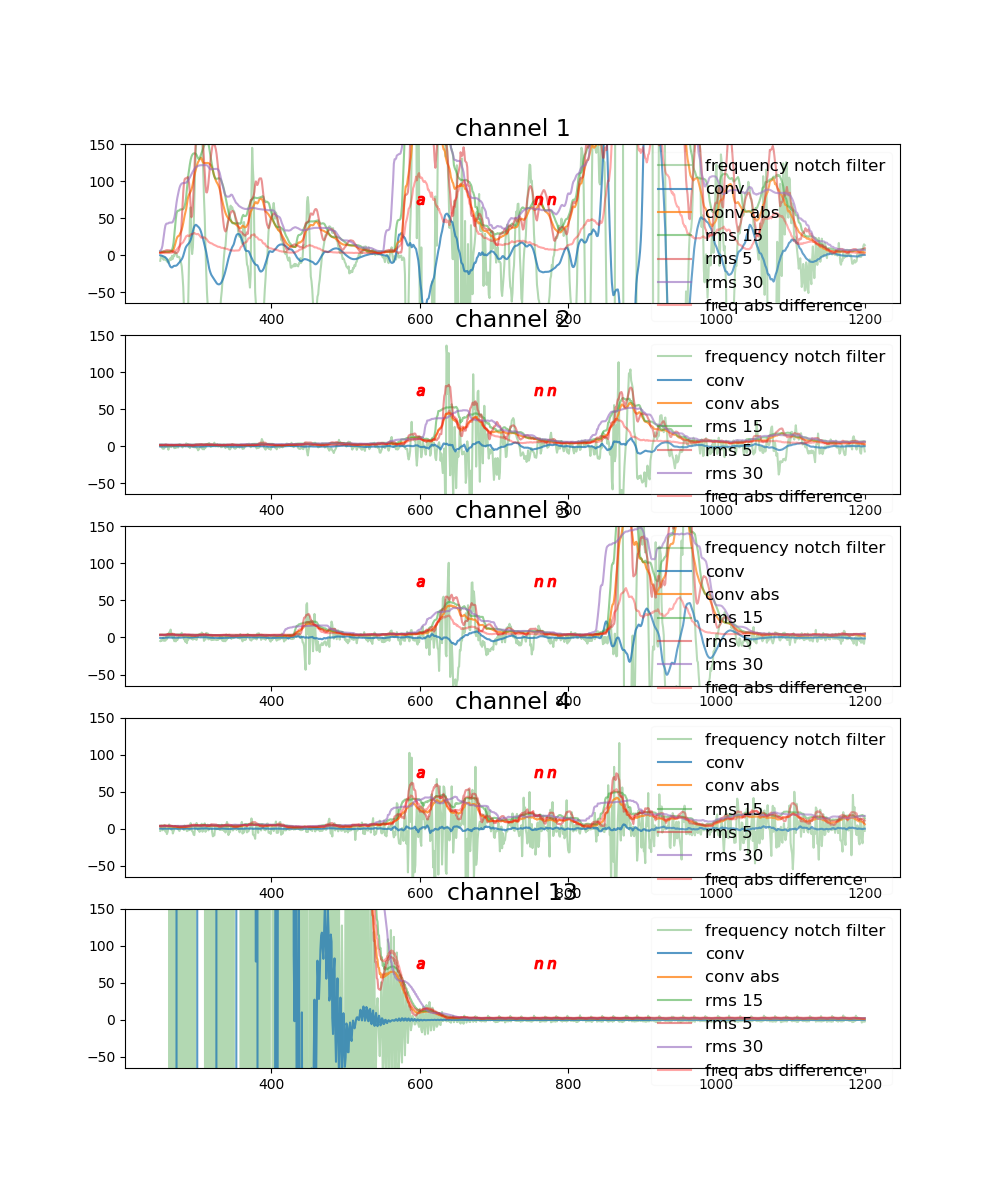 channel 1
150
100
50
0
−50
a
n n
frequency notch filter
conv
conv abs
rms 15
rms 5
rms 30
freq abs difference
400 600 800 1000 1200
channel 2
150
100
50
0
−50
a
n n
frequency notch filter
conv
conv abs
rms 15
rms 5
rms 30
freq abs difference
400 600 800 1000 1200
channel 3
150
100
50
0
−50
a
n n
frequency notch filter
conv
conv abs
rms 15
rms 5
rms 30
freq abs difference
400 600 800 1000 1200
channel 4
150
100
50
0
−50
a
n n
frequency notch filter
conv
conv abs
rms 15
rms 5
rms 30
freq abs difference
400 600 800 1000 1200
channel 13
150
100
50
0
−50
a
n n
frequency notch filter
conv
conv abs
rms 15
rms 5
rms 30
freq abs difference
400 600 800 1000 1200